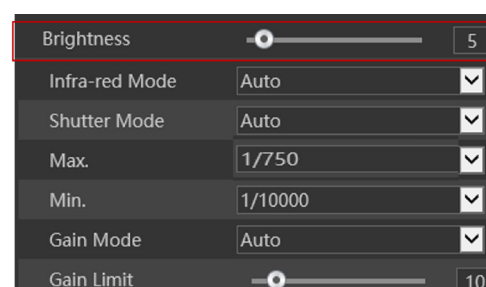 Brightness 5
Infra-red Mode Auto
Shutter Mode Auto
Max. 1/750
Min. 1/10000
Gain Mode Auto
Gain Limit 10